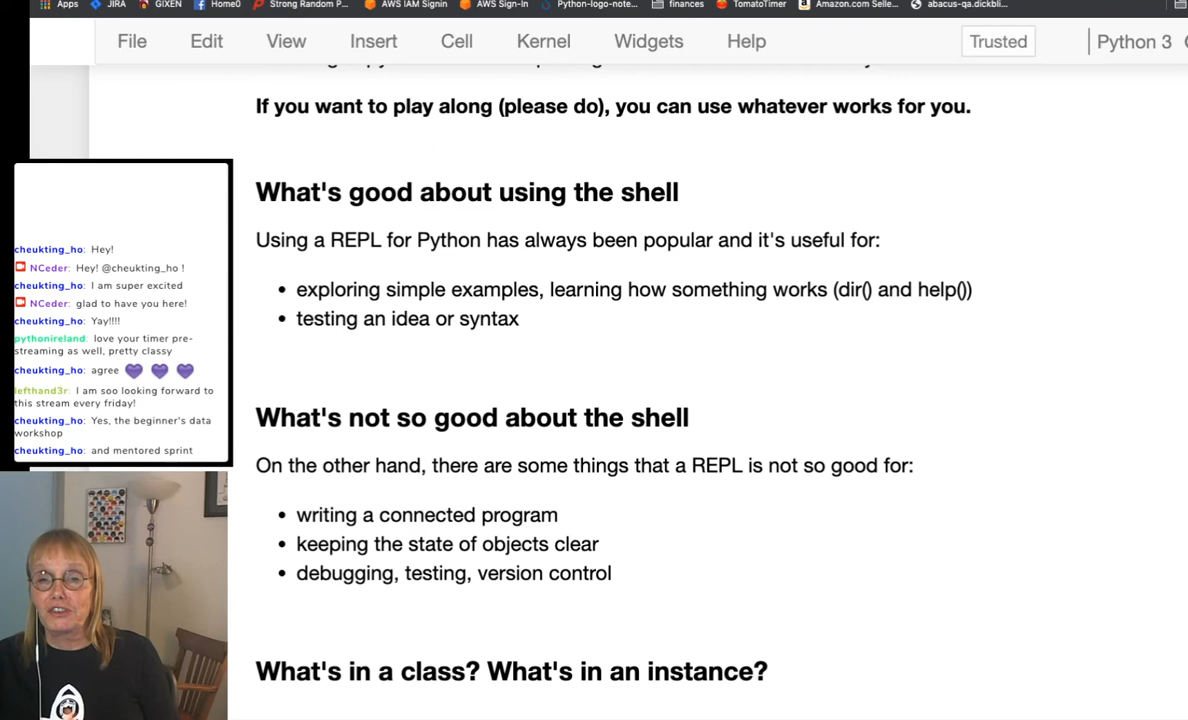 Apps JIRA GIXEN Home0 Strong Random P... AWS IAM Signin AWS Sign-In Python-logo-note... finances TomatoTimer Amazon.com Selle... abacus-qa.dickbli...
File Edit View Insert Cell Kernel Widgets Help Trusted Python 3
If you want to play along (please do), you can use whatever works for you.
What's good about using the shell
Using a REPL for Python has always been popular and it's useful for:
• exploring simple examples, learning how something works (dir() and help())
• testing an idea or syntax
What's not so good about the shell
On the other hand, there are some things that a REPL is not so good for:
• writing a connected program
• keeping the state of objects clear
• debugging, testing, version control
What's in a class? What's in an instance?
cheukting_ho: Hey!
NCeder: Hey! @cheukting_ho !
cheukting_ho: I am super excited
NCeder: glad to have you here!
cheukting_ho: Yay!!!!
pythonireland: love your timer pre-
streaming as well, pretty classy
cheukting_ho: agree 💜 💜 💜
lefthand3r: I am soo looking forward to
this stream every friday!
cheukting_ho: Yes, the beginner's data
workshop
cheukting_ho: and mentored sprint